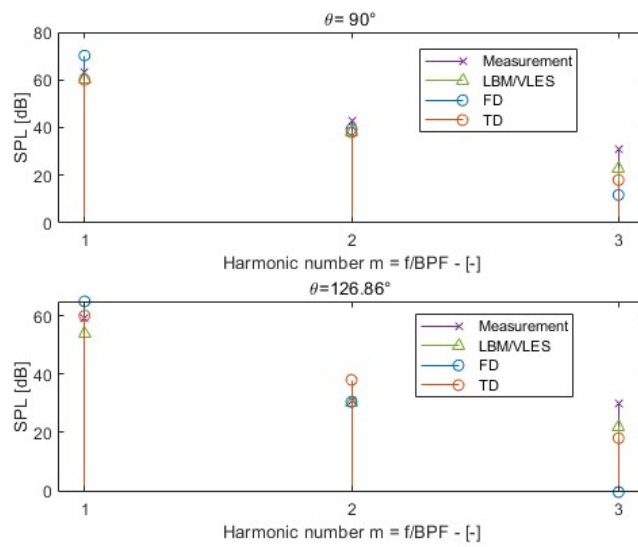 θ= 90°
80
60
40
20
0
SPL [dB]
Measurement
LBM/VLES
FD
TD
1
2
3
Harmonic number m = f/BPF - [-]
θ=126.86°
60
40
20
0
SPL [dB]
Measurement
LBM/VLES
FD
TD
1
2
3
Harmonic number m = f/BPF - [-]